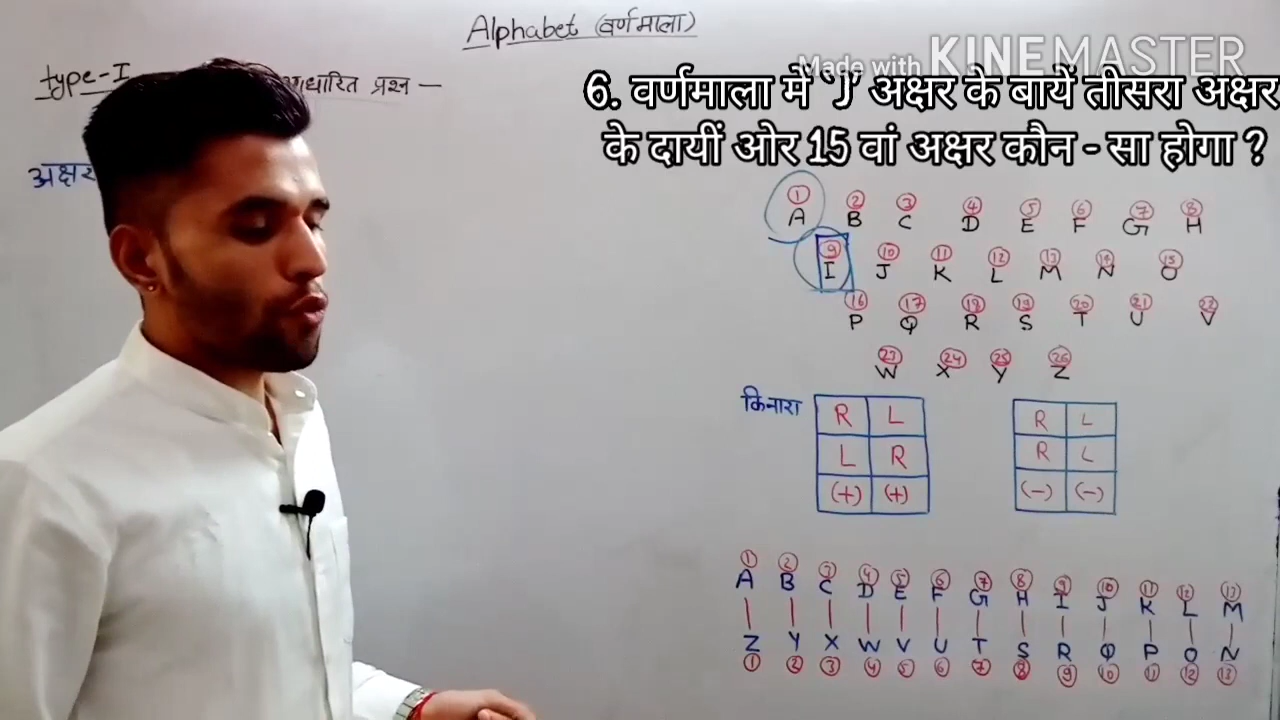 Alphabet (वर्णमाला)
Made with KINEMASTER
type-I
आधारित प्रश्न —
6. वर्णमाला में "J" अक्षर के बायें तीसरा अक्षर
के दायीं ओर 15 वां अक्षर कौन - सा होगा ?
अक्षर
1 2 3 4 5 6 7 8
A B C D E F G H
9 10 11 12 13 14 15
I J K L M N O
16 17 18 19 20 21 22
P Q R S T U V
23 24 25 26
W X Y Z
किनारा
R L R L
L R R L
(+) (+) (-) (-)
1 2 3 4 5 6 7 8 9 10 11 12 13
A B C D E F G H I J K L M
Z Y X W V U T S R Q P O N
1 2 3 4 5 6 7 8 9 10 11 12 13